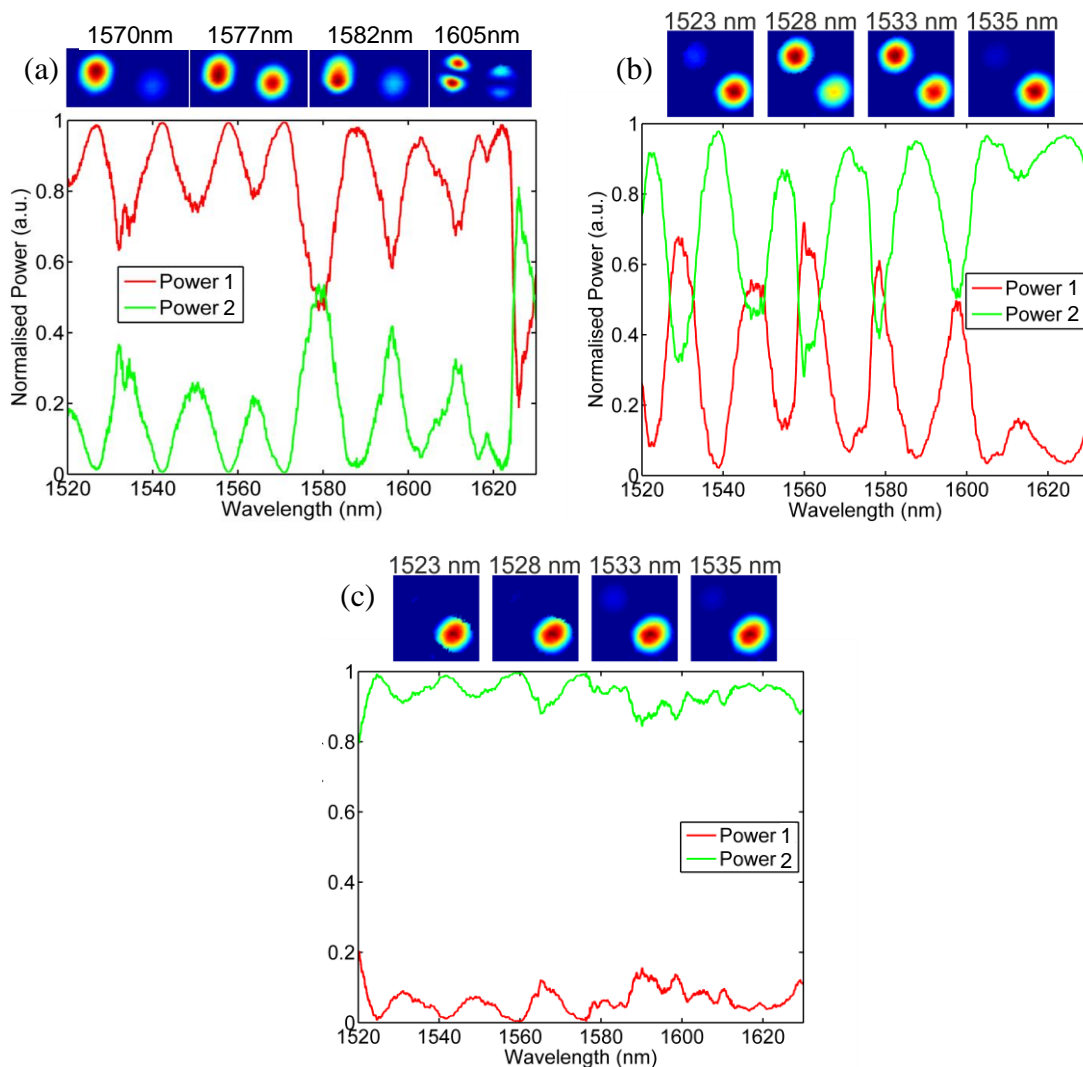 1570nm 1577nm 1582nm 1605nm
(a)
1
0.8
0.6
0.4
0.2
0
Normalised Power (a.u.)
Power 1
Power 2
1520 1540 1560 1580 1600 1620
Wavelength (nm)
1523 nm 1528 nm 1533 nm 1535 nm
(b)
1
0.8
0.6
0.4
0.2
0
Normalised Power (a.u.)
Power 1
Power 2
1520 1540 1560 1580 1600 1620
Wavelength (nm)
1523 nm 1528 nm 1533 nm 1535 nm
(c)
1
0.8
0.6
0.4
0.2
0
Power 1
Power 2
1520 1540 1560 1580 1600 1620
Wavelength (nm)